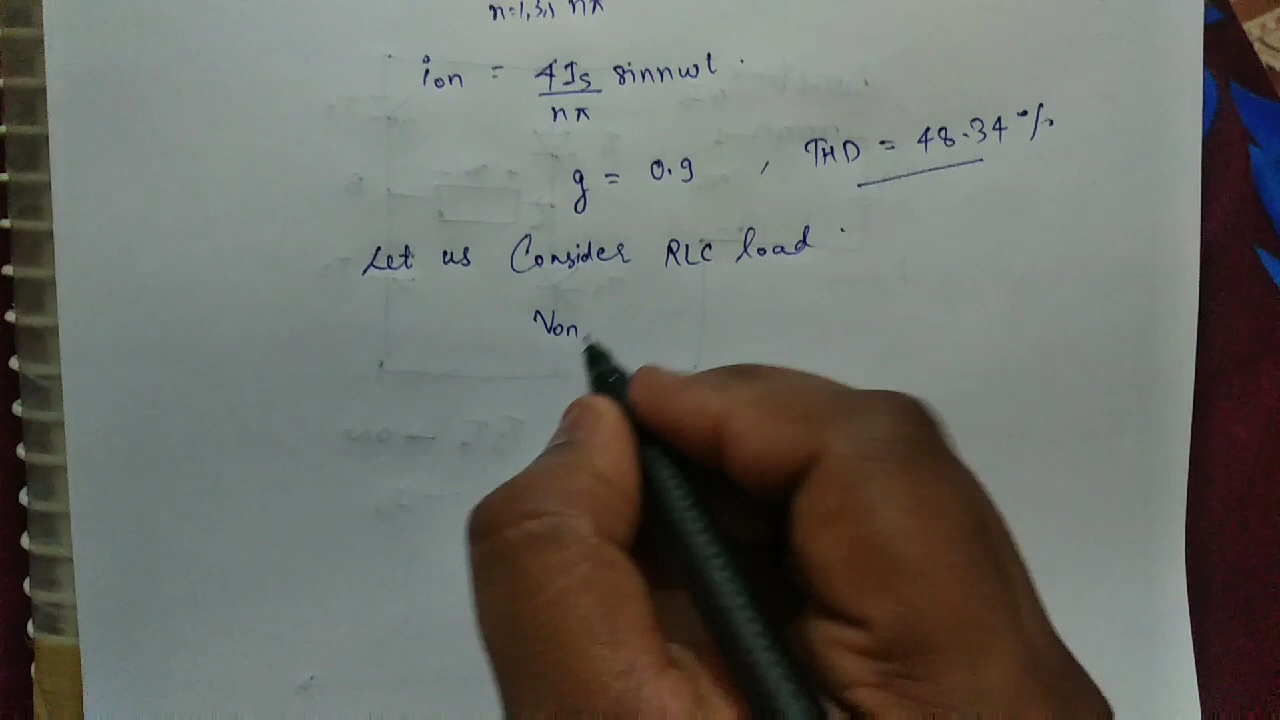 n=1,3,5 nπ
ion = 4Is/nπ sinnωt .
g = 0.9 , THD = 48.34 %
Let us Consider RLC load .
Von